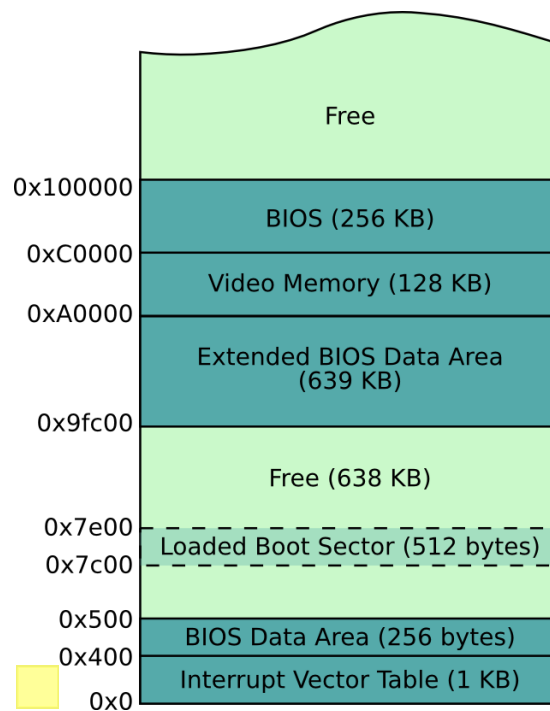 Free
0x100000
BIOS (256 KB)
0xC0000
Video Memory (128 KB)
0xA0000
Extended BIOS Data Area
(639 KB)
0x9fc00
Free (638 KB)
0x7e00
Loaded Boot Sector (512 bytes)
0x7c00
0x500
BIOS Data Area (256 bytes)
0x400
Interrupt Vector Table (1 KB)
0x0